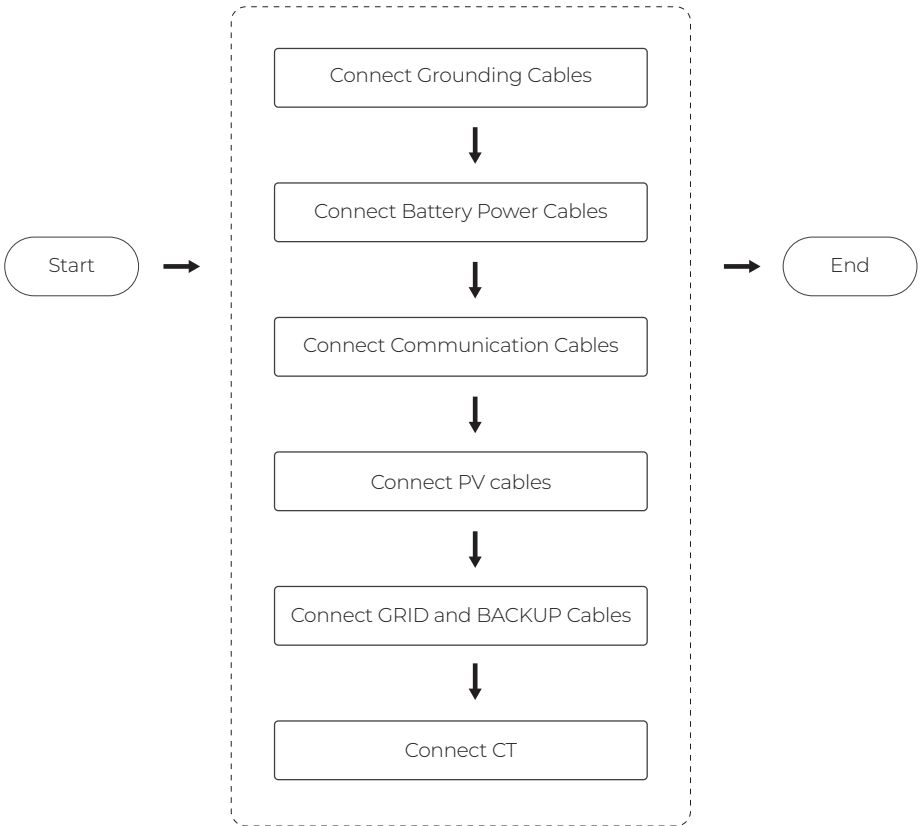 Start
Connect Grounding Cables
Connect Battery Power Cables
Connect Communication Cables
Connect PV cables
Connect GRID and BACKUP Cables
Connect CT
End